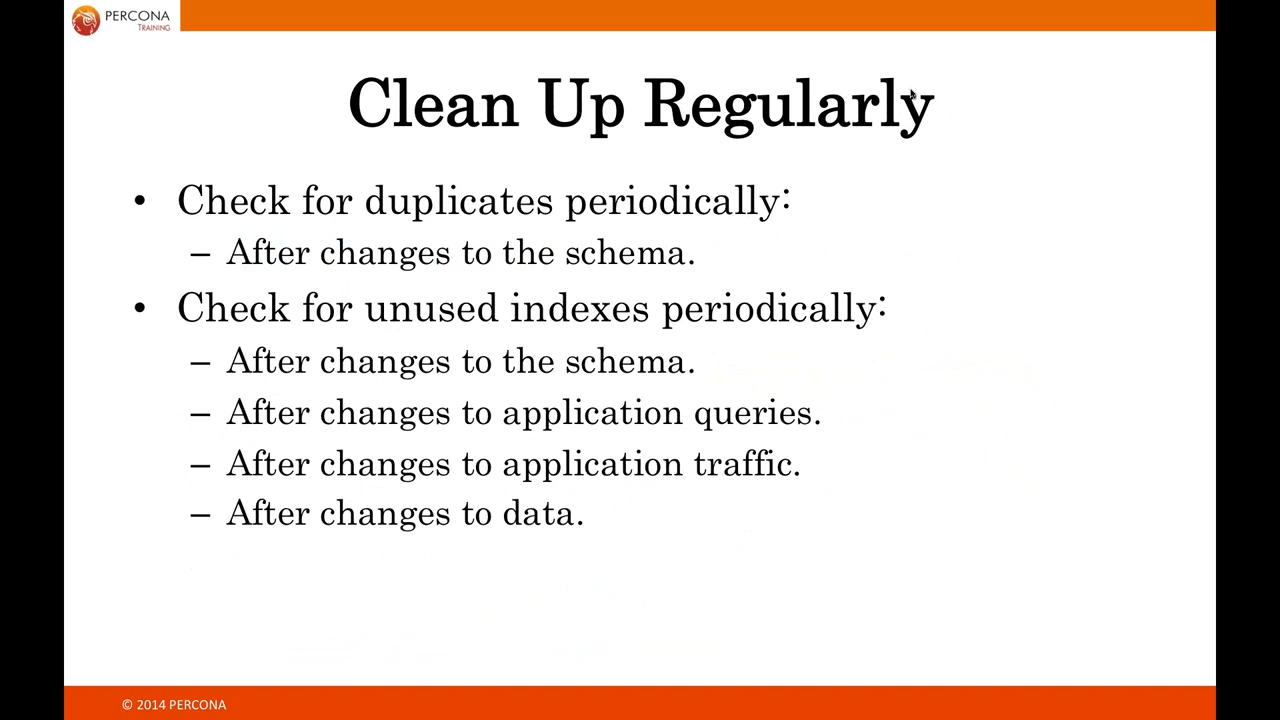 PERCONA
TRAINING
Clean Up Regularly
• Check for duplicates periodically:
– After changes to the schema.
• Check for unused indexes periodically:
– After changes to the schema.
– After changes to application queries.
– After changes to application traffic.
– After changes to data.
© 2014 PERCONA